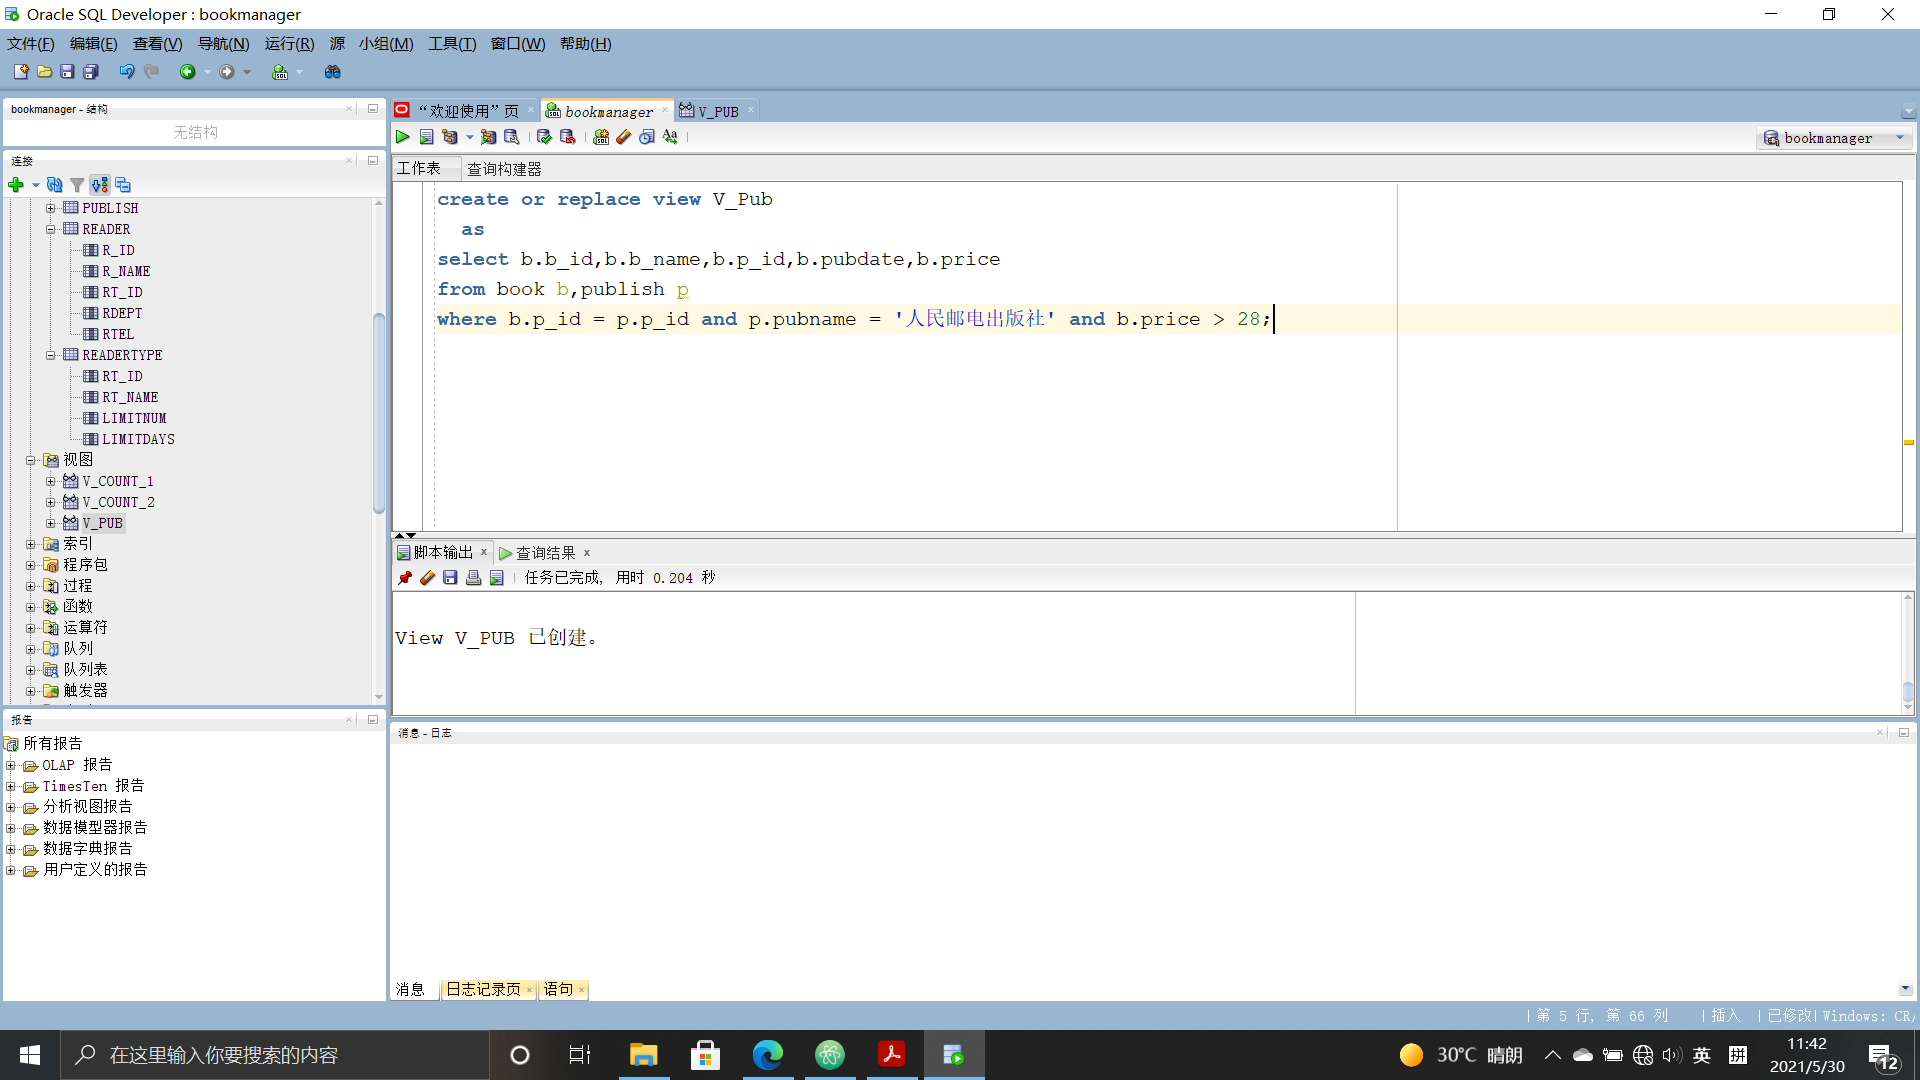 Oracle SQL Developer : bookmanager
文件(F) 编辑(E) 查看(V) 导航(N) 运行(R) 源 小组(M) 工具(T) 窗口(W) 帮助(H)
bookmanager - 结构
无结构
连接
PUBLISH
READER
R_ID
R_NAME
RT_ID
RDEPT
RTEL
READERTYPE
RT_ID
RT_NAME
LIMITNUM
LIMITDAYS
视图
V_COUNT_1
V_COUNT_2
V_PUB
索引
程序包
过程
函数
运算符
队列
队列表
触发器
报告
所有报告
OLAP 报告
TimesTen 报告
分析视图报告
数据模型器报告
数据字典报告
用户定义的报告
“欢迎使用”页 bookmanager V_PUB
bookmanager
工作表 查询构建器
create or replace view V_Pub
as
select b.b_id,b.b_name,b.p_id,b.pubdate,b.price
from book b,publish p
where b.p_id = p.p_id and p.pubname = '人民邮电出版社' and b.price > 28;
脚本输出 查询结果
任务已完成, 用时 0.204 秒
View V_PUB 已创建。
消息 - 日志
消息 日志记录页 语句
第 5 行, 第 66 列 插入 已修改 Windows: CR/
在这里输入你要搜索的内容
30°C 晴朗 英 拼
11:42
2021/5/30
12